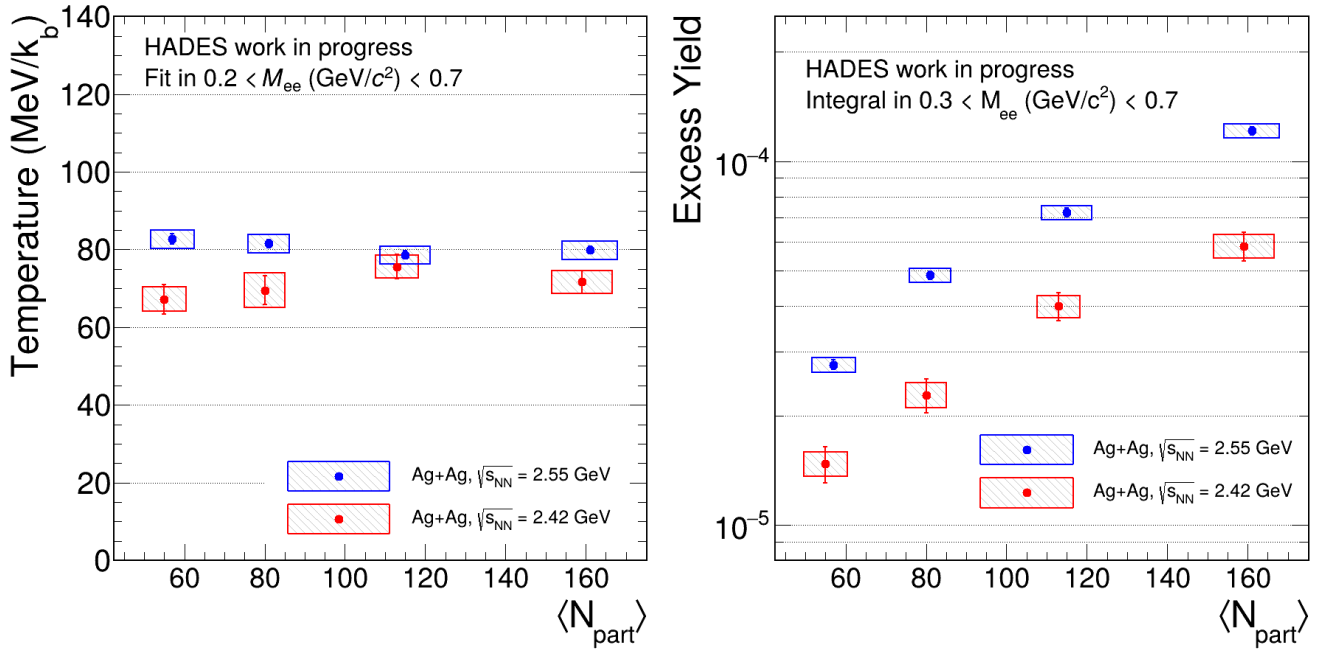 Temperature (MeV/k_b)
140
120
100
80
60
40
20
0
HADES work in progress
Fit in 0.2 < M_ee (GeV/c²) < 0.7
Ag+Ag, √s_NN = 2.55 GeV
Ag+Ag, √s_NN = 2.42 GeV
60 80 100 120 140 160
⟨N_part⟩
Excess Yield
10⁻⁴
10⁻⁵
HADES work in progress
Integral in 0.3 < M_ee (GeV/c²) < 0.7
Ag+Ag, √s_NN = 2.55 GeV
Ag+Ag, √s_NN = 2.42 GeV
60 80 100 120 140 160
⟨N_part⟩